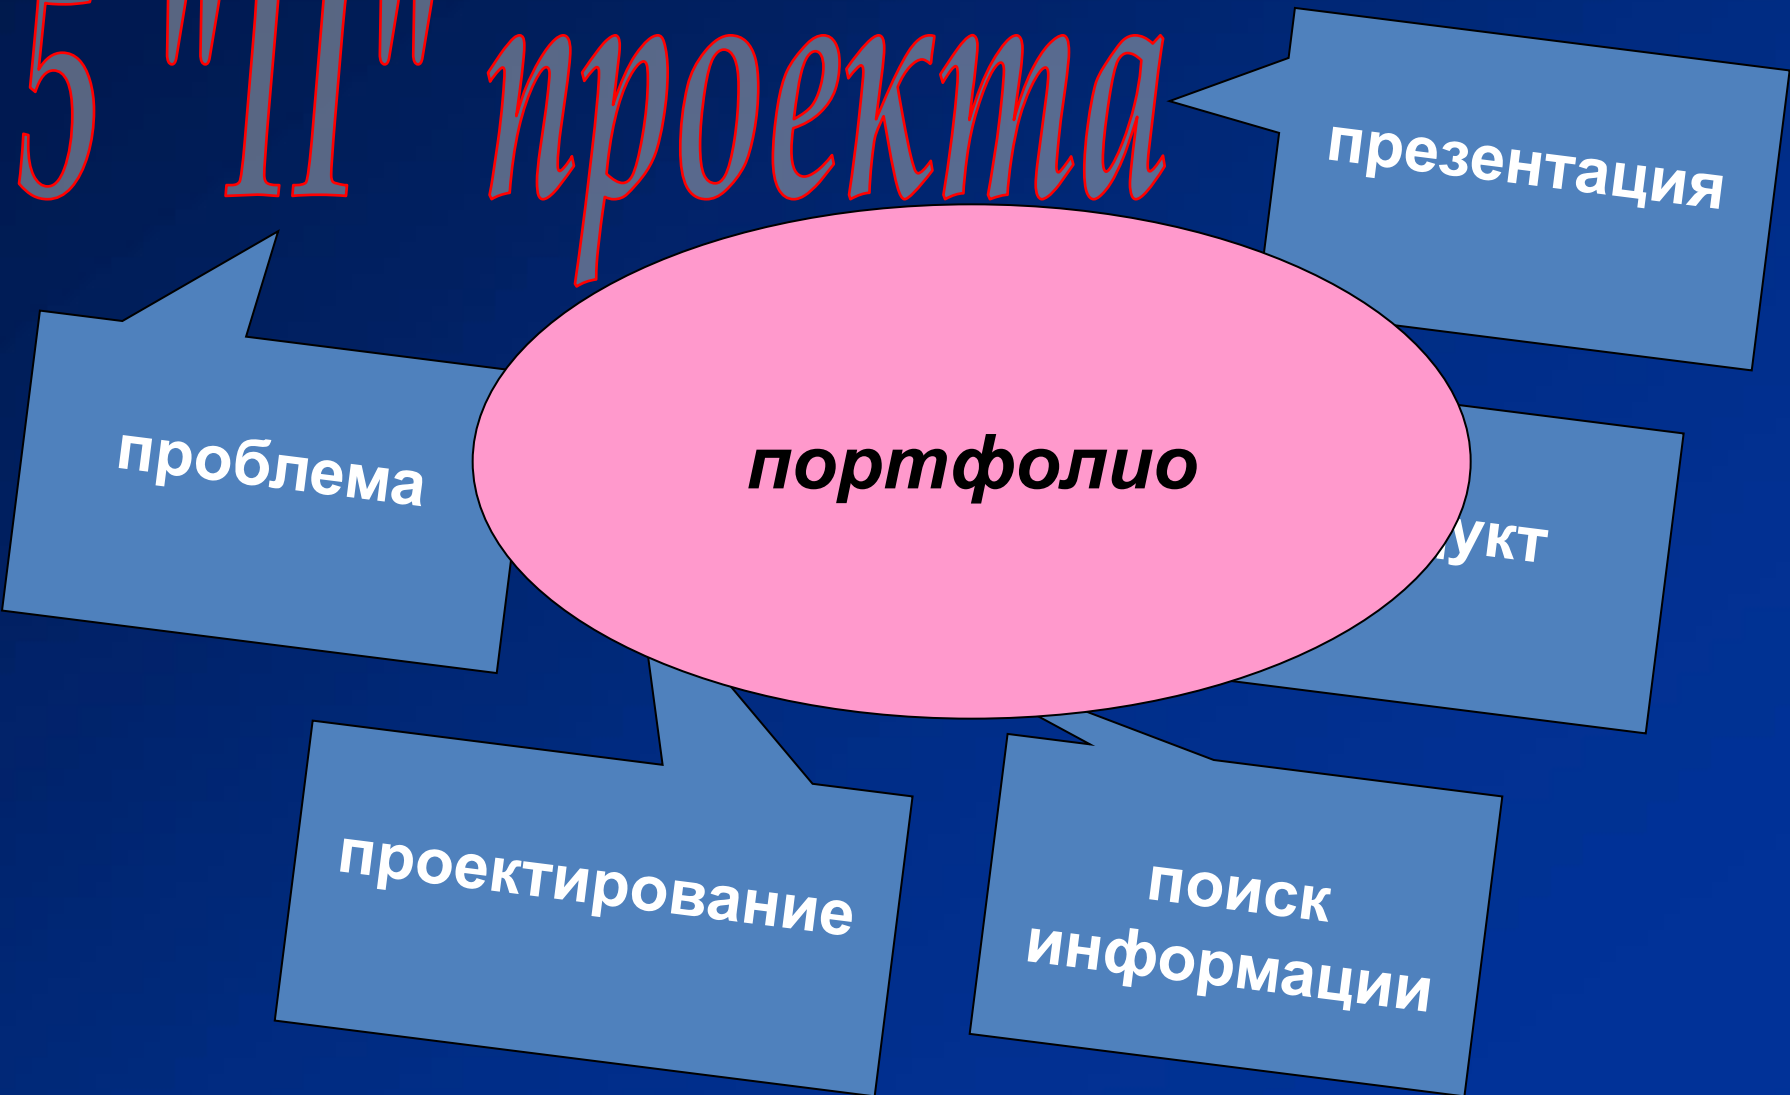 5 "П" проекта
презентация
проблема
портфолио
проектирование
поиск
информации